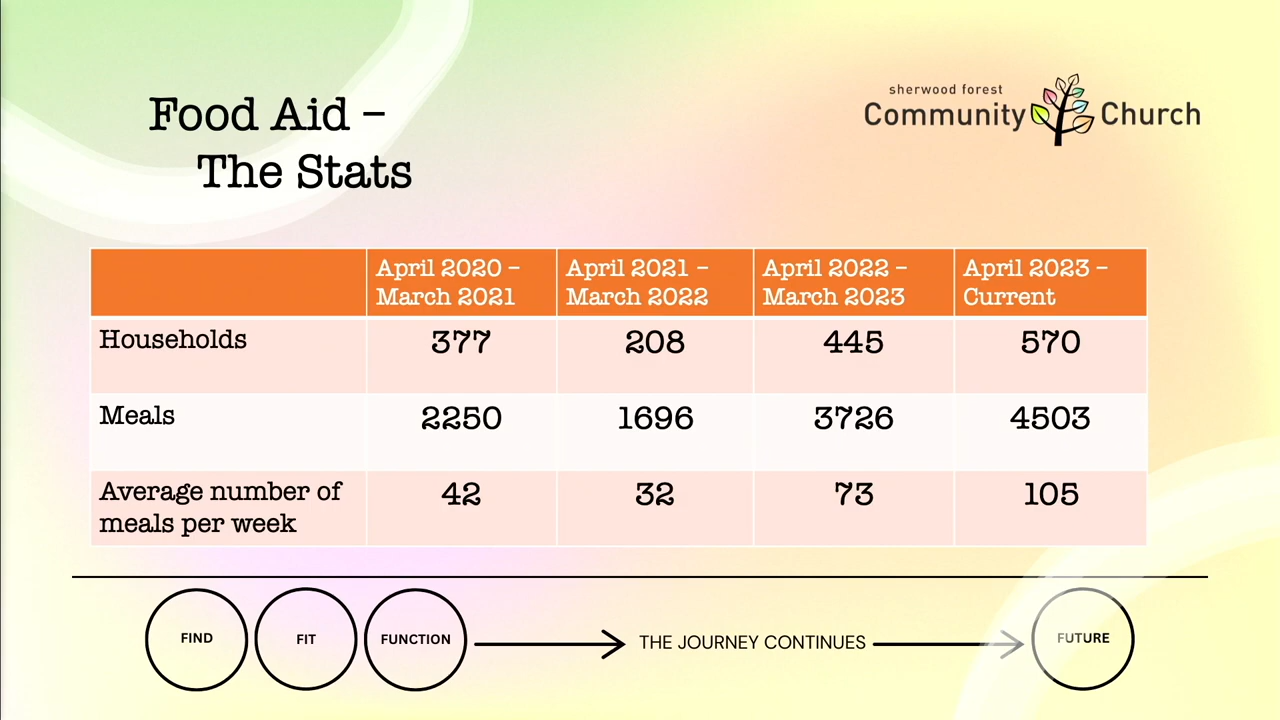 Food Aid –
The Stats
sherwood forest
Community Church
April 2020 –
March 2021
April 2021 –
March 2022
April 2022 –
March 2023
April 2023 –
Current
Households
377
208
445
570
Meals
2250
1696
3726
4503
Average number of
meals per week
42
32
73
105
FIND
FIT
FUNCTION
THE JOURNEY CONTINUES
FUTURE